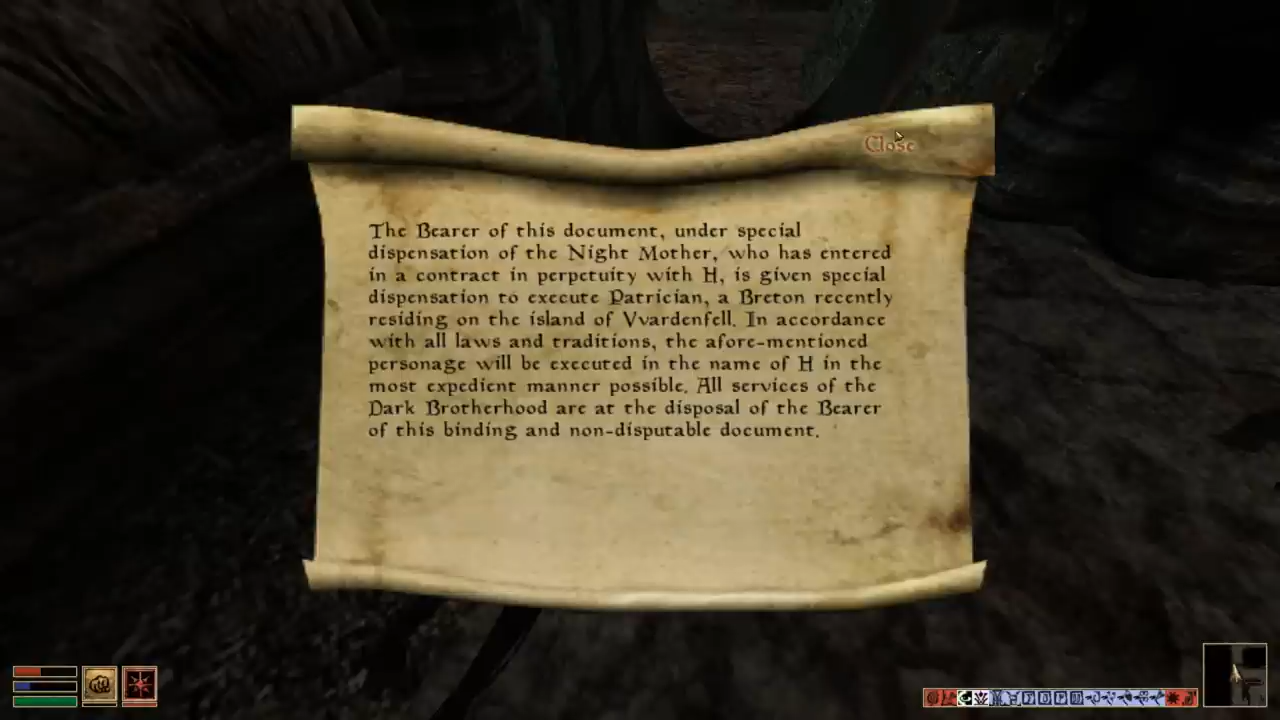 Close
The Bearer of this document, under special
dispensation of the Night Mother, who has entered
in a contract in perpetuity with H, is given special
dispensation to execute Patrician, a Breton recently
residing on the island of Vvardenfell. In accordance
with all laws and traditions, the afore-mentioned
personage will be executed in the name of H in the
most expedient manner possible. All services of the
Dark Brotherhood are at the disposal of the Bearer
of this binding and non-disputable document.